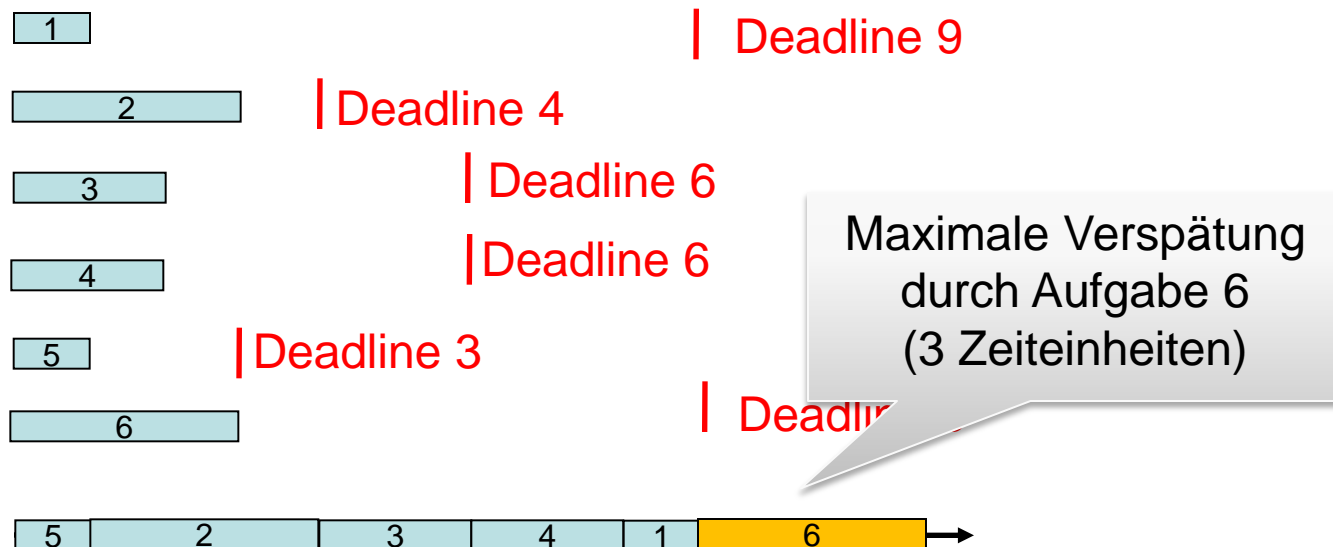 1
Deadline 9
2
Deadline 4
3
Deadline 6
4
Deadline 6
Maximale Verspätung
durch Aufgabe 6
(3 Zeiteinheiten)
5
Deadline 3
6
5 2 3 4 1 6